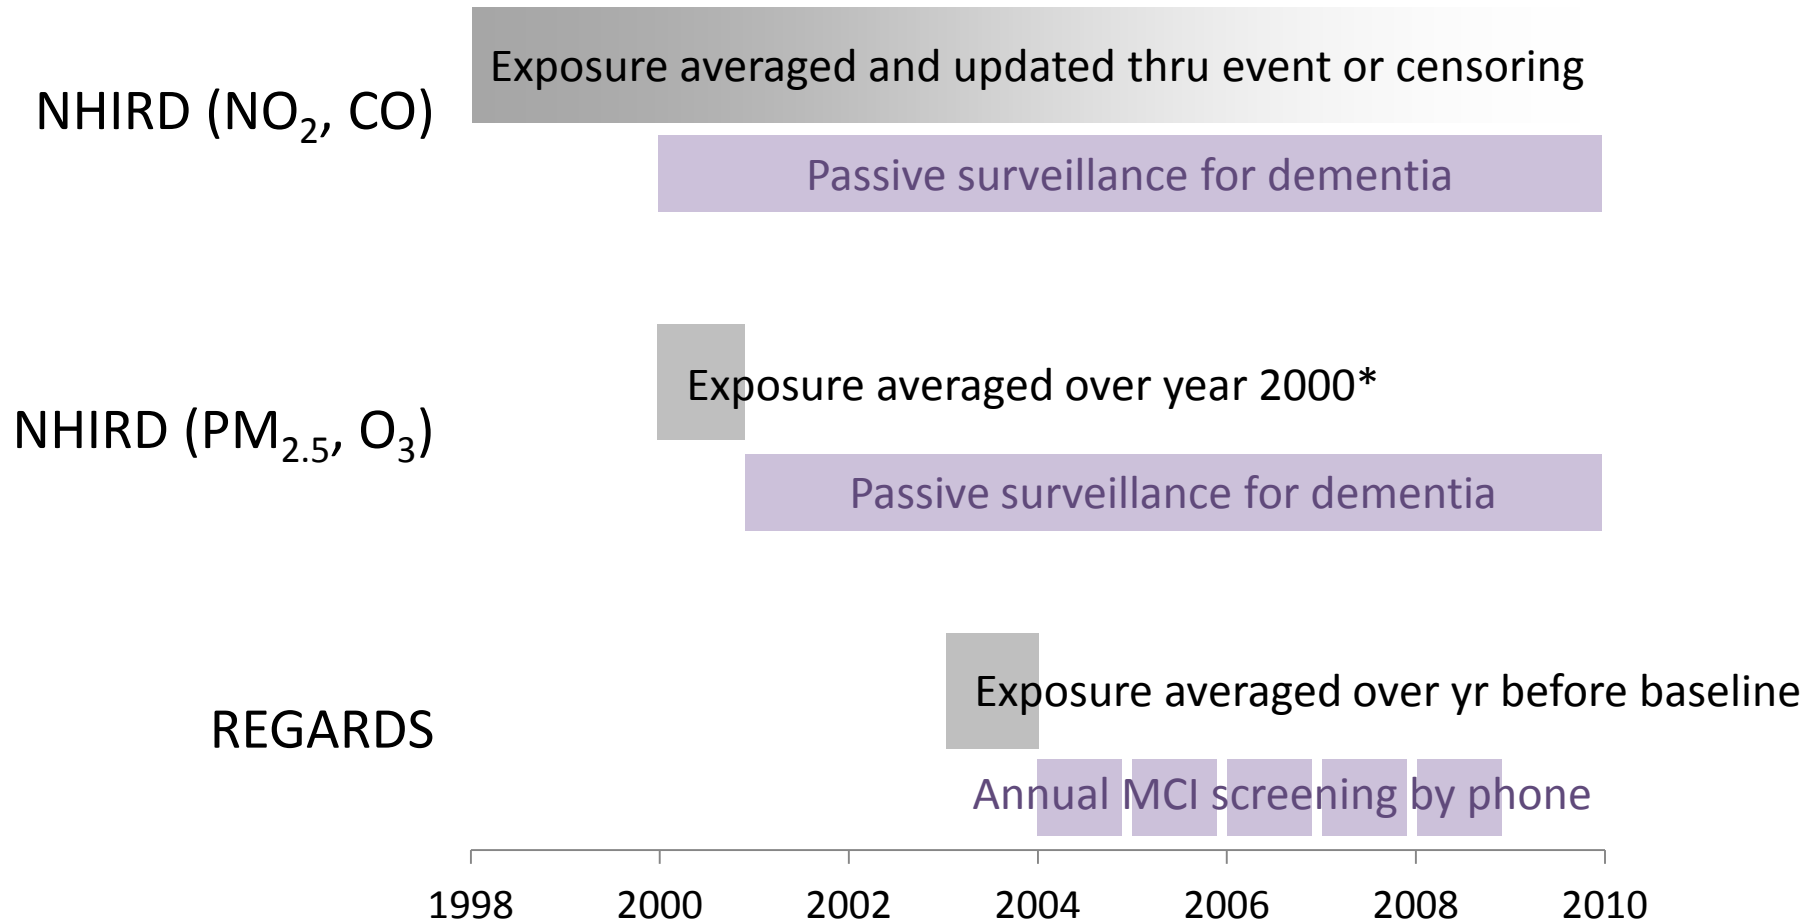 Exposure averaged and updated thru event or censoring
NHIRD (NO₂, CO)
Passive surveillance for dementia
Exposure averaged over year 2000*
NHIRD (PM₂.₅, O₃)
Passive surveillance for dementia
Exposure averaged over yr before baseline
REGARDS
Annual MCI screening by phone
1998 2000 2002 2004 2006 2008 2010